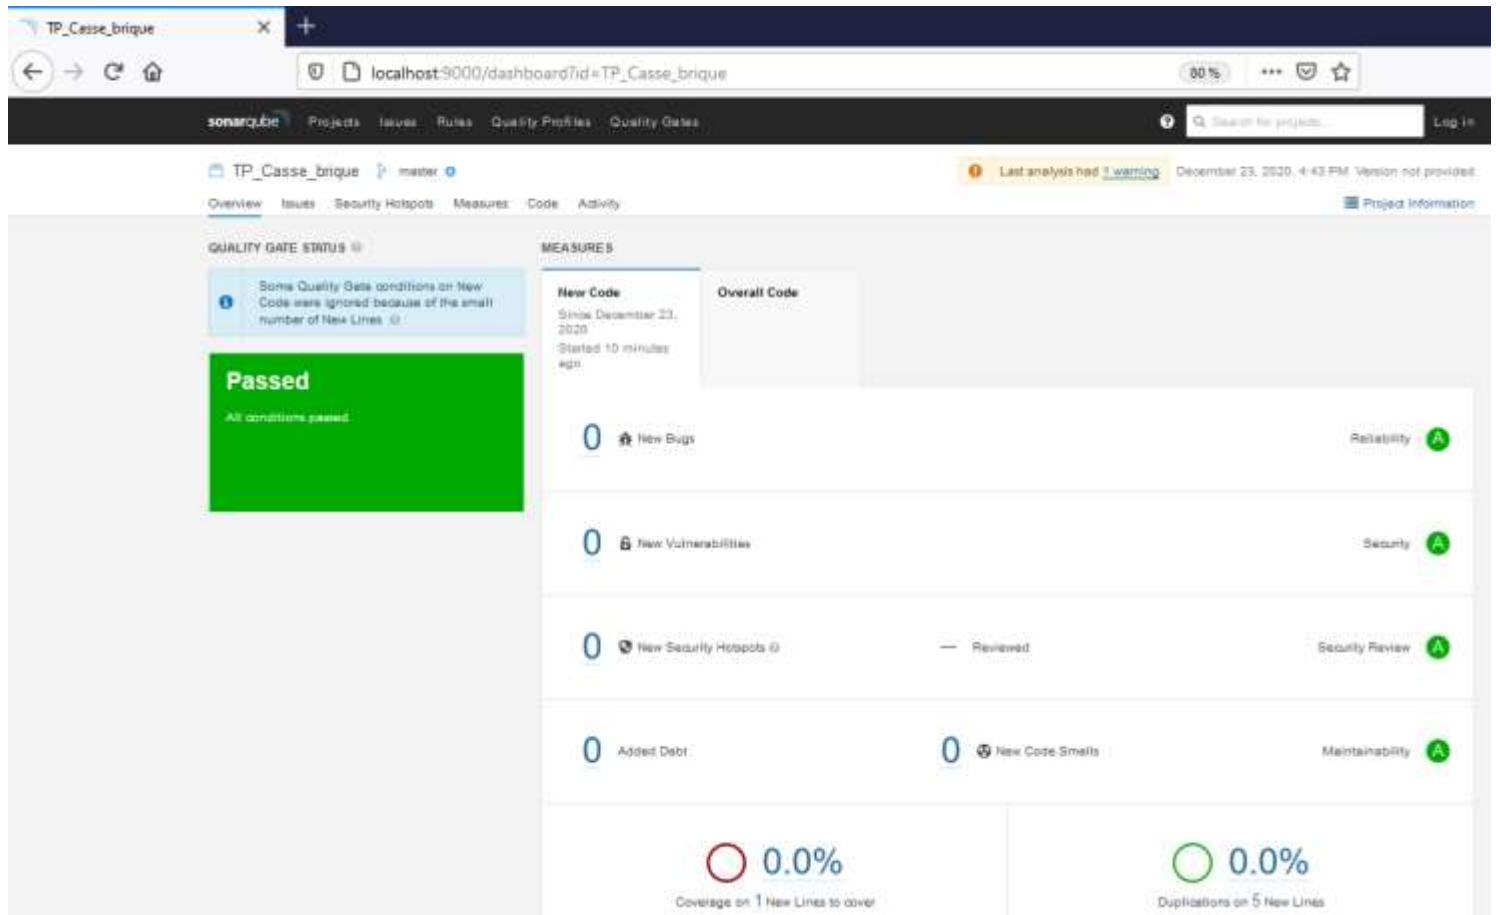 TP_Casse_brique
localhost:9000/dashboard?id=TP_Casse_brique
80 %
sonarqube Projects Issues Rules Quality Profiles Quality Gates
Search for projects...
Log in
TP_Casse_brique master
Last analysis had 1 warning December 23, 2020, 4:43 PM Version not provided
Overview Issues Security Hotspots Measures Code Activity
Project Information
QUALITY GATE STATUS
Some Quality Gate conditions on New
Code were ignored because of the small
number of New Lines
Passed
All conditions passed.
MEASURES
New Code
Since December 23,
2020
Started 10 minutes
ago
Overall Code
0 New Bugs
Reliability A
0 New Vulnerabilities
Security A
0 New Security Hotspots
— Reviewed
Security Review A
0 Added Debt
0 New Code Smells
Maintainability A
0.0%
Coverage on 1 New Lines to cover
0.0%
Duplications on 5 New Lines